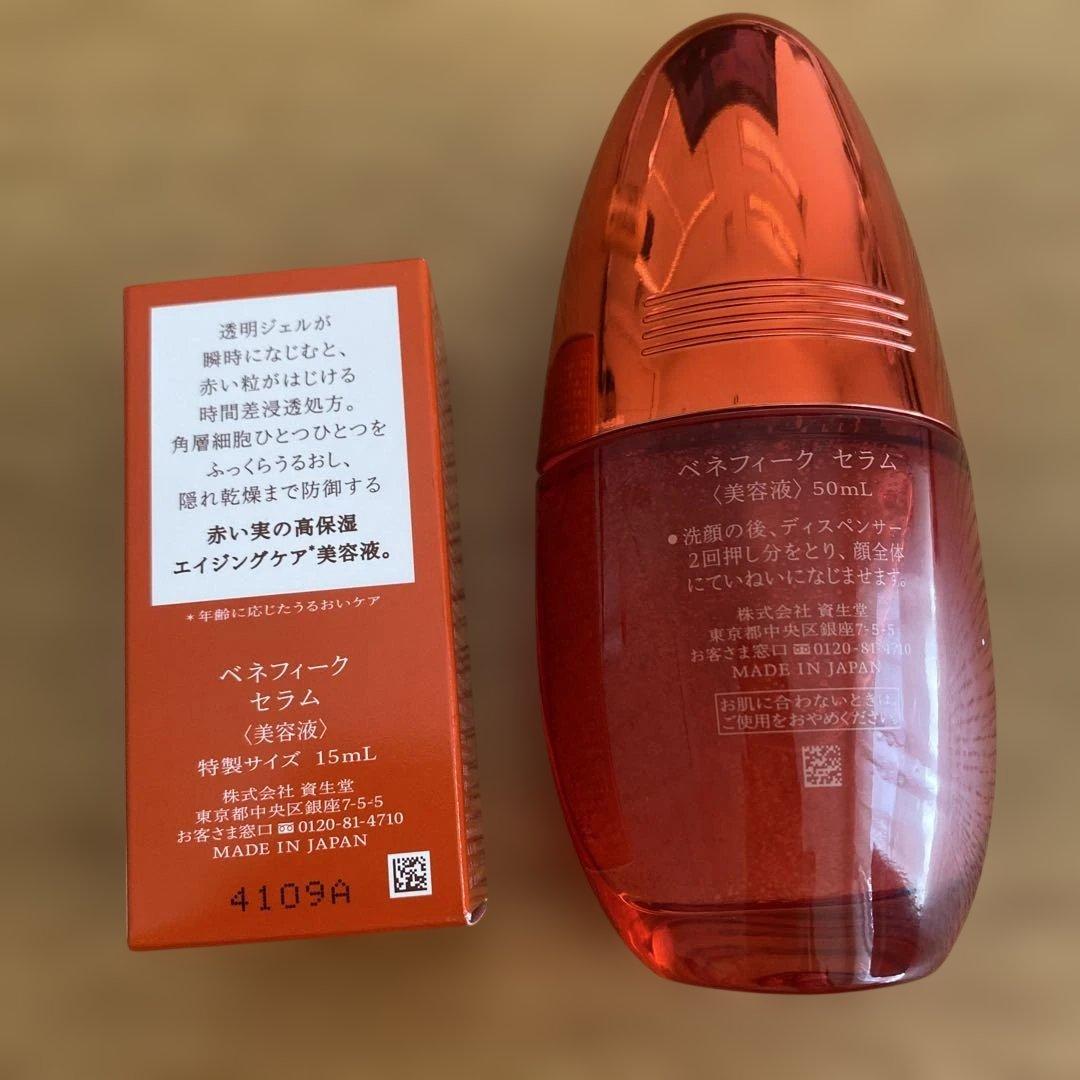 透明ジェルが
瞬時になじむと、
赤い粒がはじける
時間差浸透処方。
角層細胞ひとつひとつを
ふっくらうるおし、
隠れ乾燥まで防御する
赤い実の高保湿
エイジングケア*美容液。
*年齢に応じたうるおいケア
ベネフィーク
セラム
〈美容液〉
特製サイズ 15mL
株式会社 資生堂
東京都中央区銀座7-5-5
お客さま窓口 0120-81-4710
MADE IN JAPAN
4109A
ベネフィーク セラム
〈美容液〉50mL
●洗顔の後、ディスペンサー
2回押し分をとり、顔全体
にていねいになじませます。
株式会社 資生堂
東京都中央区銀座7-5-5
お客さま窓口 0120-81-4710
MADE IN JAPAN
お肌に合わないときは、
ご使用をおやめください。